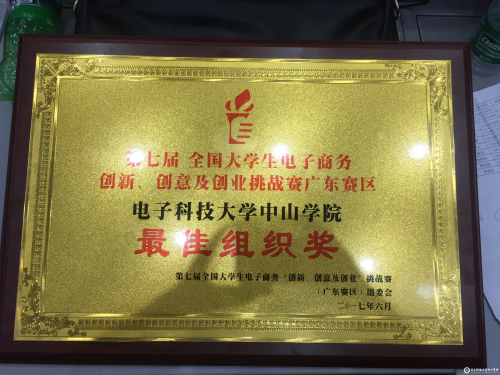 第七届 全国大学生电子商务
创新、创意及创业挑战赛广东赛区
电子科技大学中山学院
最佳组织奖
第七届全国大学生电子商务“创新、创意及创业”挑战赛
（广东赛区）组委会
二〇一七年六月